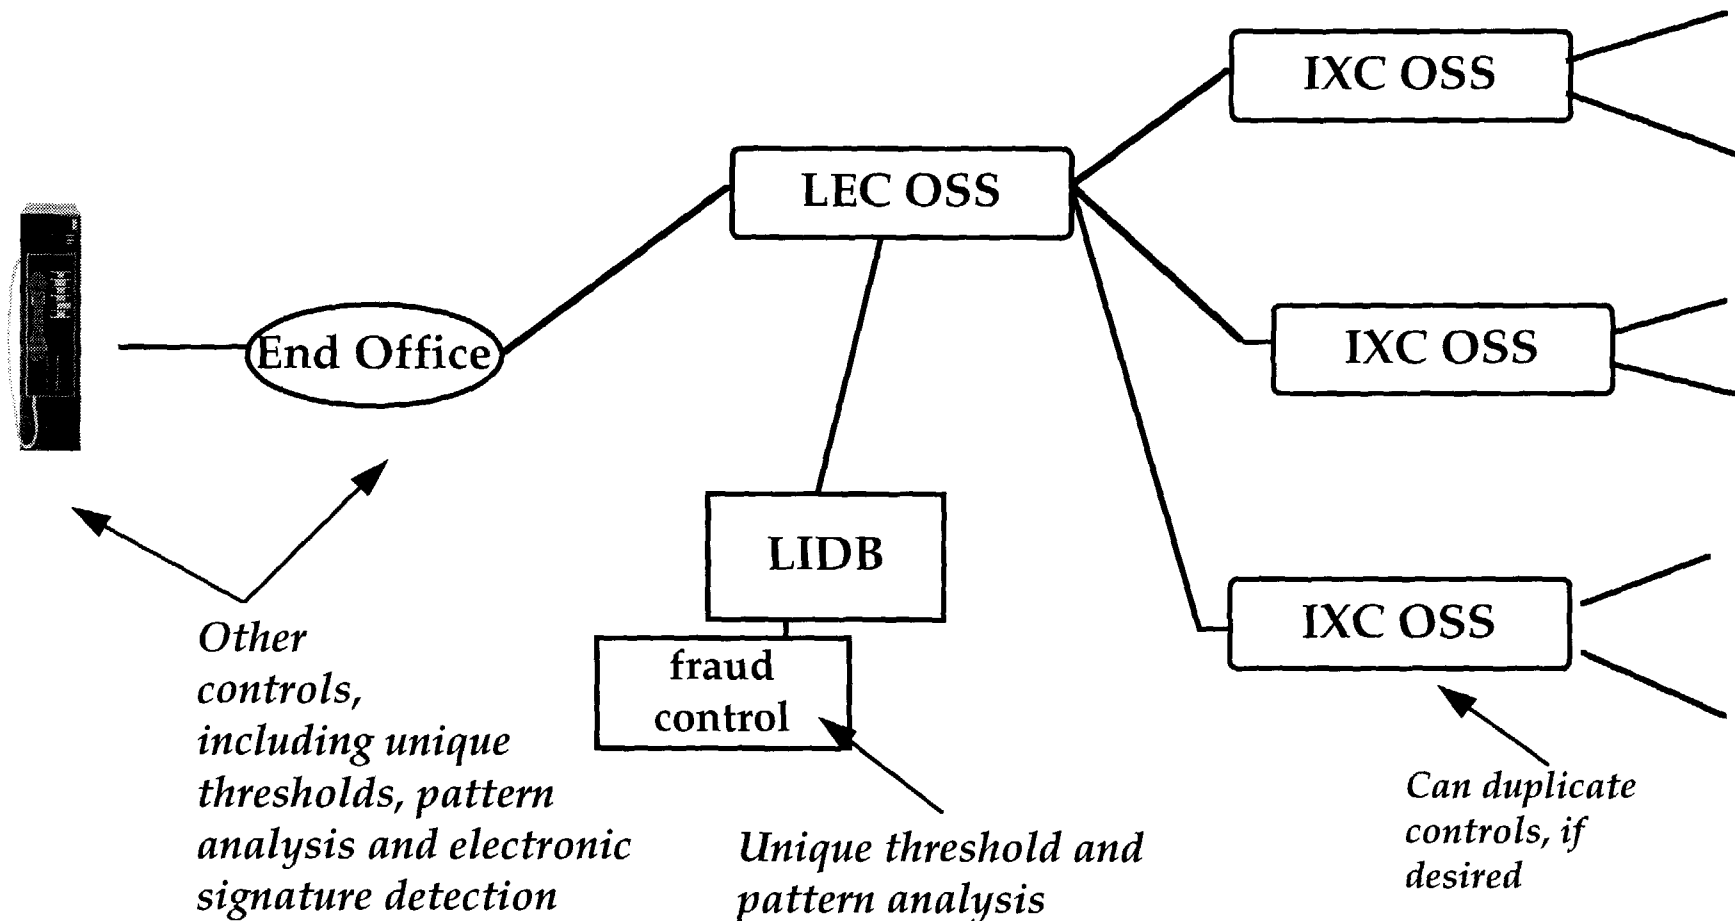 IXC OSS
LEC OSS
End Office
IXC OSS
LIDB
IXC OSS
fraud
control
Other
controls,
including unique
thresholds, pattern
analysis and electronic
signature detection
Unique threshold and
pattern analysis
Can duplicate
controls, if
desired